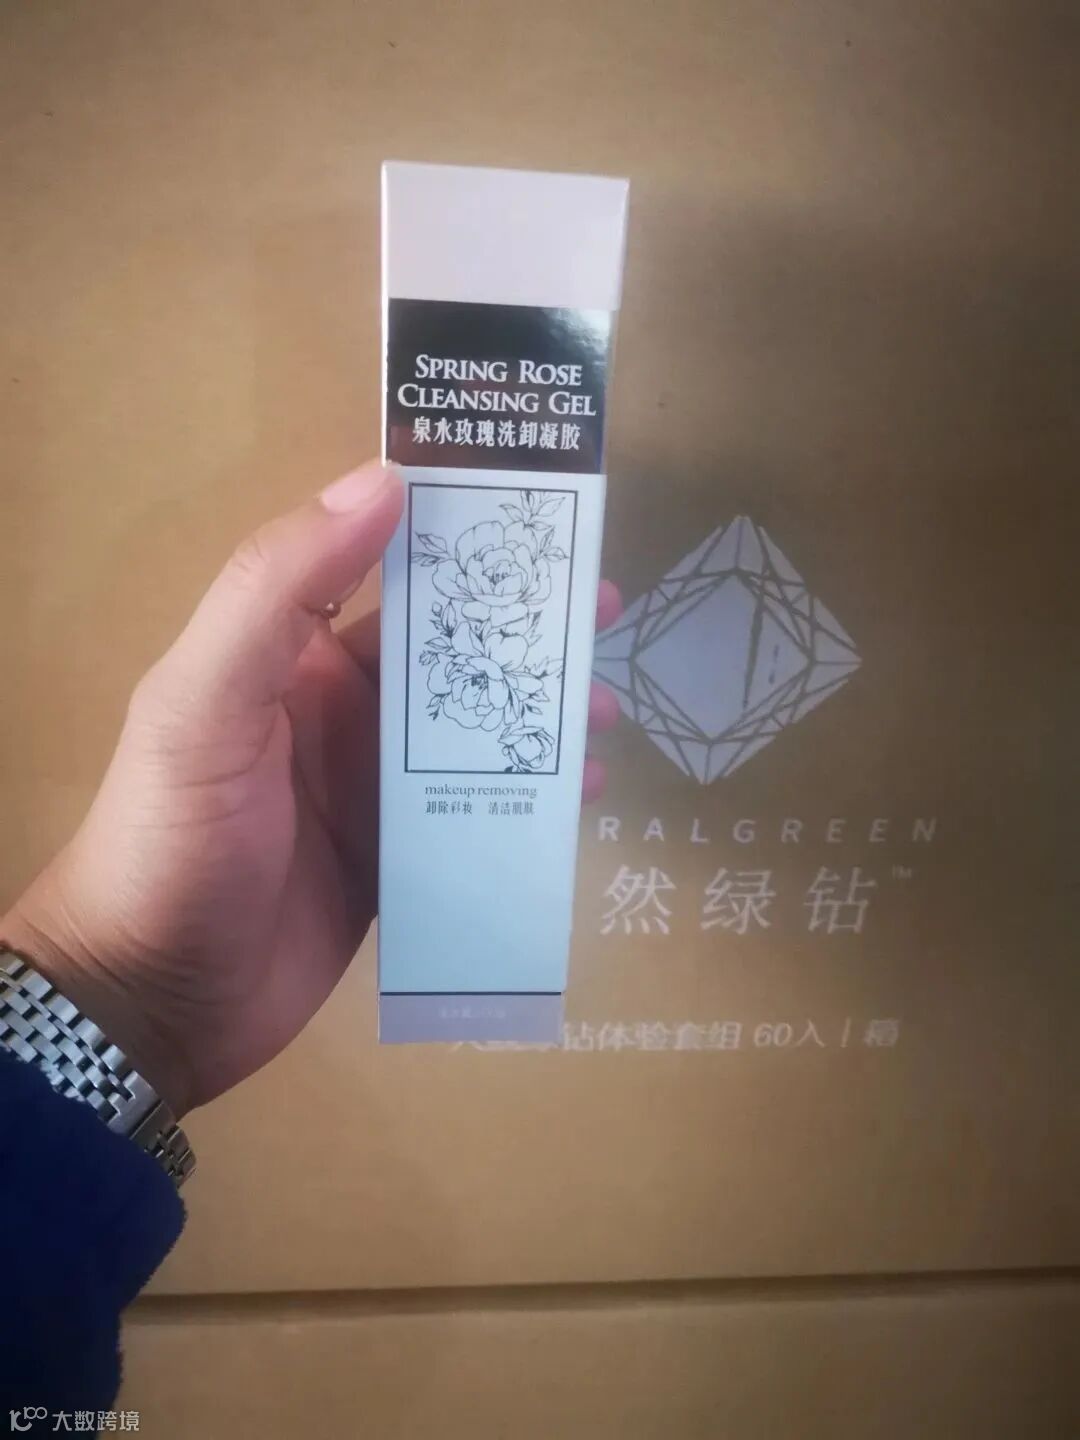 SPRING ROSE
CLEANSING GEL
泉水玫瑰洗卸凝胶
makeup removing
卸除彩妆 清洁肌肤
RALGREEN
然绿钻™
钻体验套组 60入 | 箱
大数跨境